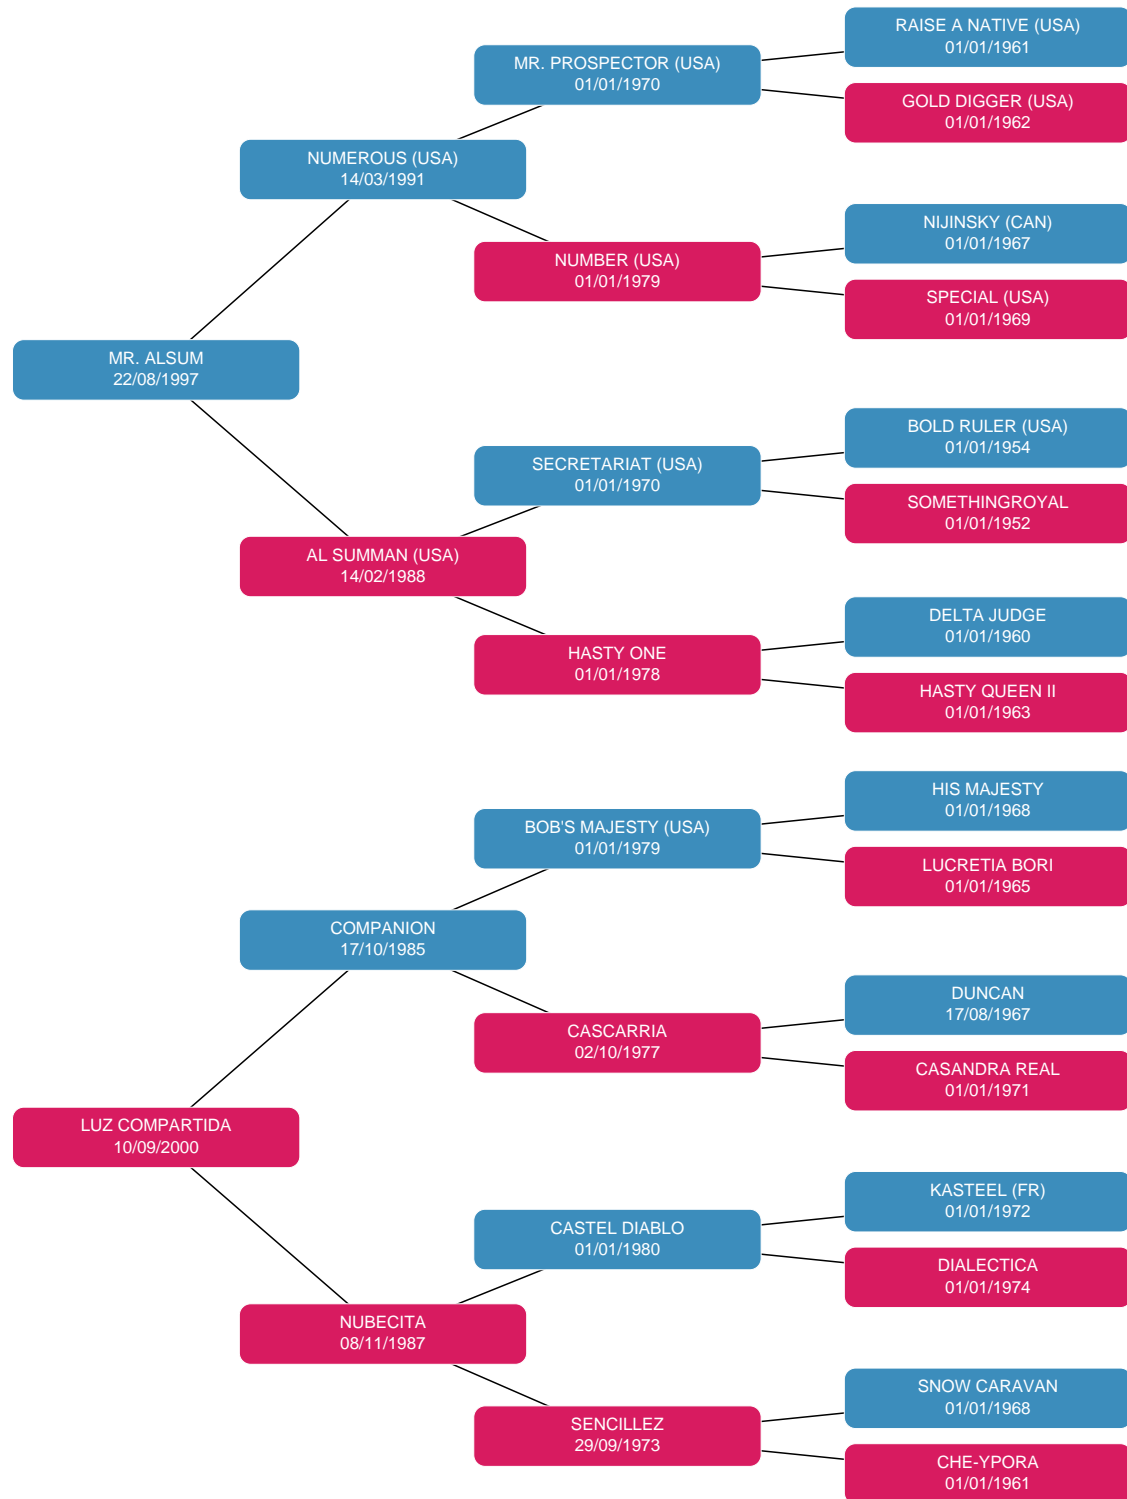 RAISE A NATIVE (USA)
01/01/1961
MR. PROSPECTOR (USA)
01/01/1970
GOLD DIGGER (USA)
01/01/1962
NUMEROUS (USA)
14/03/1991
NIJINSKY (CAN)
01/01/1967
NUMBER (USA)
01/01/1979
SPECIAL (USA)
01/01/1969
MR. ALSUM
22/08/1997
BOLD RULER (USA)
01/01/1954
SECRETARIAT (USA)
01/01/1970
SOMETHINGROYAL
01/01/1952
AL SUMMAN (USA)
14/02/1988
DELTA JUDGE
01/01/1960
HASTY ONE
01/01/1978
HASTY QUEEN II
01/01/1963
HIS MAJESTY
01/01/1968
BOB'S MAJESTY (USA)
01/01/1979
LUCRETIA BORI
01/01/1965
COMPANION
17/10/1985
DUNCAN
17/08/1967
CASCARRIA
02/10/1977
CASANDRA REAL
01/01/1971
LUZ COMPARTIDA
10/09/2000
KASTEEL (FR)
01/01/1972
CASTEL DIABLO
01/01/1980
DIALECTICA
01/01/1974
NUBECITA
08/11/1987
SNOW CARAVAN
01/01/1968
SENCILLEZ
29/09/1973
CHE-YPORA
01/01/1961